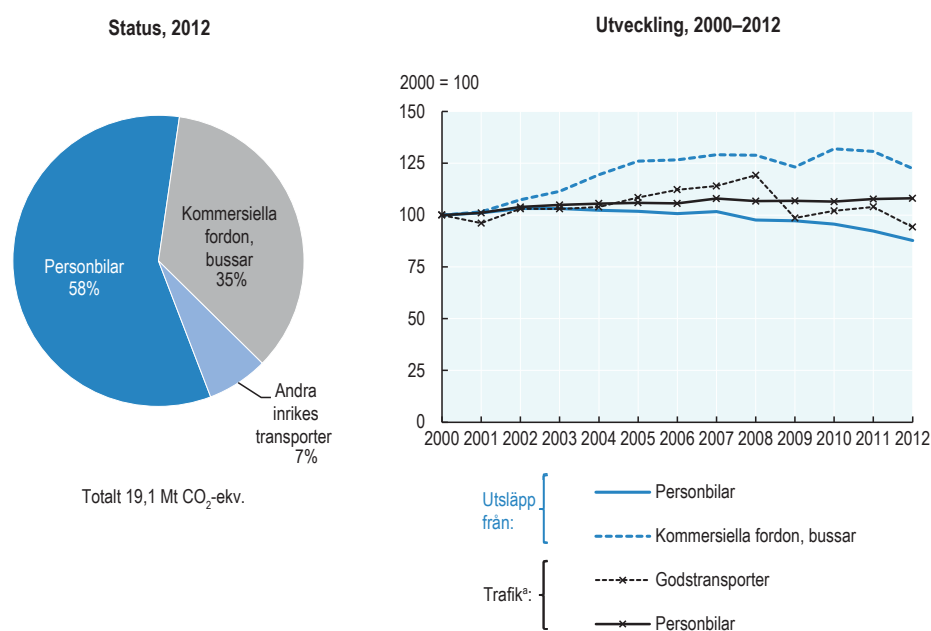 Status, 2012
Personbilar
58%
Kommersiella
fordon,
bussar
35%
Andra
inrikes
transporter
7%
Totalt 19,1 Mt CO₂-ekv.
Utveckling, 2000–2012
2000 = 100
150
125
100
75
50
25
0
2000 2001 2002 2003 2004 2005 2006 2007 2008 2009 2010 2011 2012
Utsläpp
från:
Personbilar
Kommersiella fordon, bussar
Trafikᵃ:
Godstransporter
Personbilar